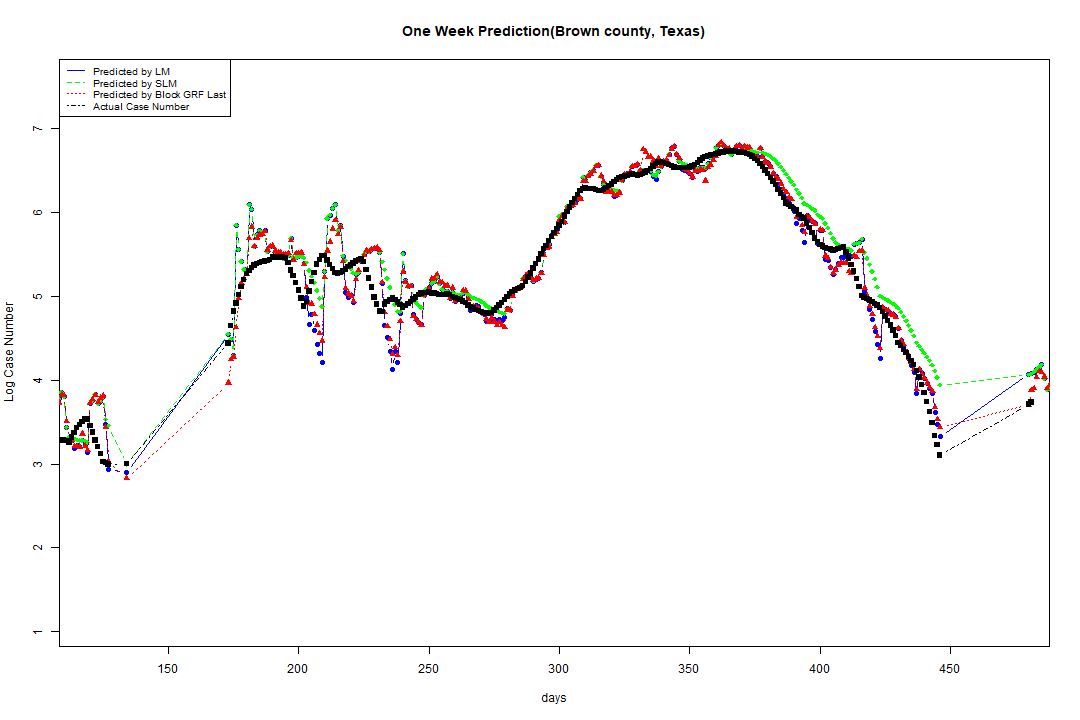 One Week Prediction(Brown county, Texas)
Predicted by LM
Predicted by SLM
Predicted by Block GRF Last
Actual Case Number
Log Case Number
7
6
5
4
3
2
1
150 200 250 300 350 400 450
days